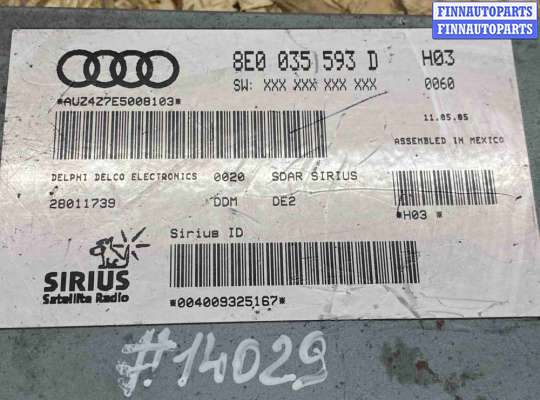 FINNAUTOPARTS
FINNAUTOPARTS
8E0 035 593 D H03
SW: XXX XXX XXX XXX 0060
*AUZ4Z7E5008103*
11.05.05
ASSEMBLED IN MEXICO
DELPHI DELCO ELECTRONICS 0020 SDAR SIRIUS
28011739 DDM DE2
*H03 *
Sirius ID
SIRIUS
Satellite Radio
*004009325167*
#14029